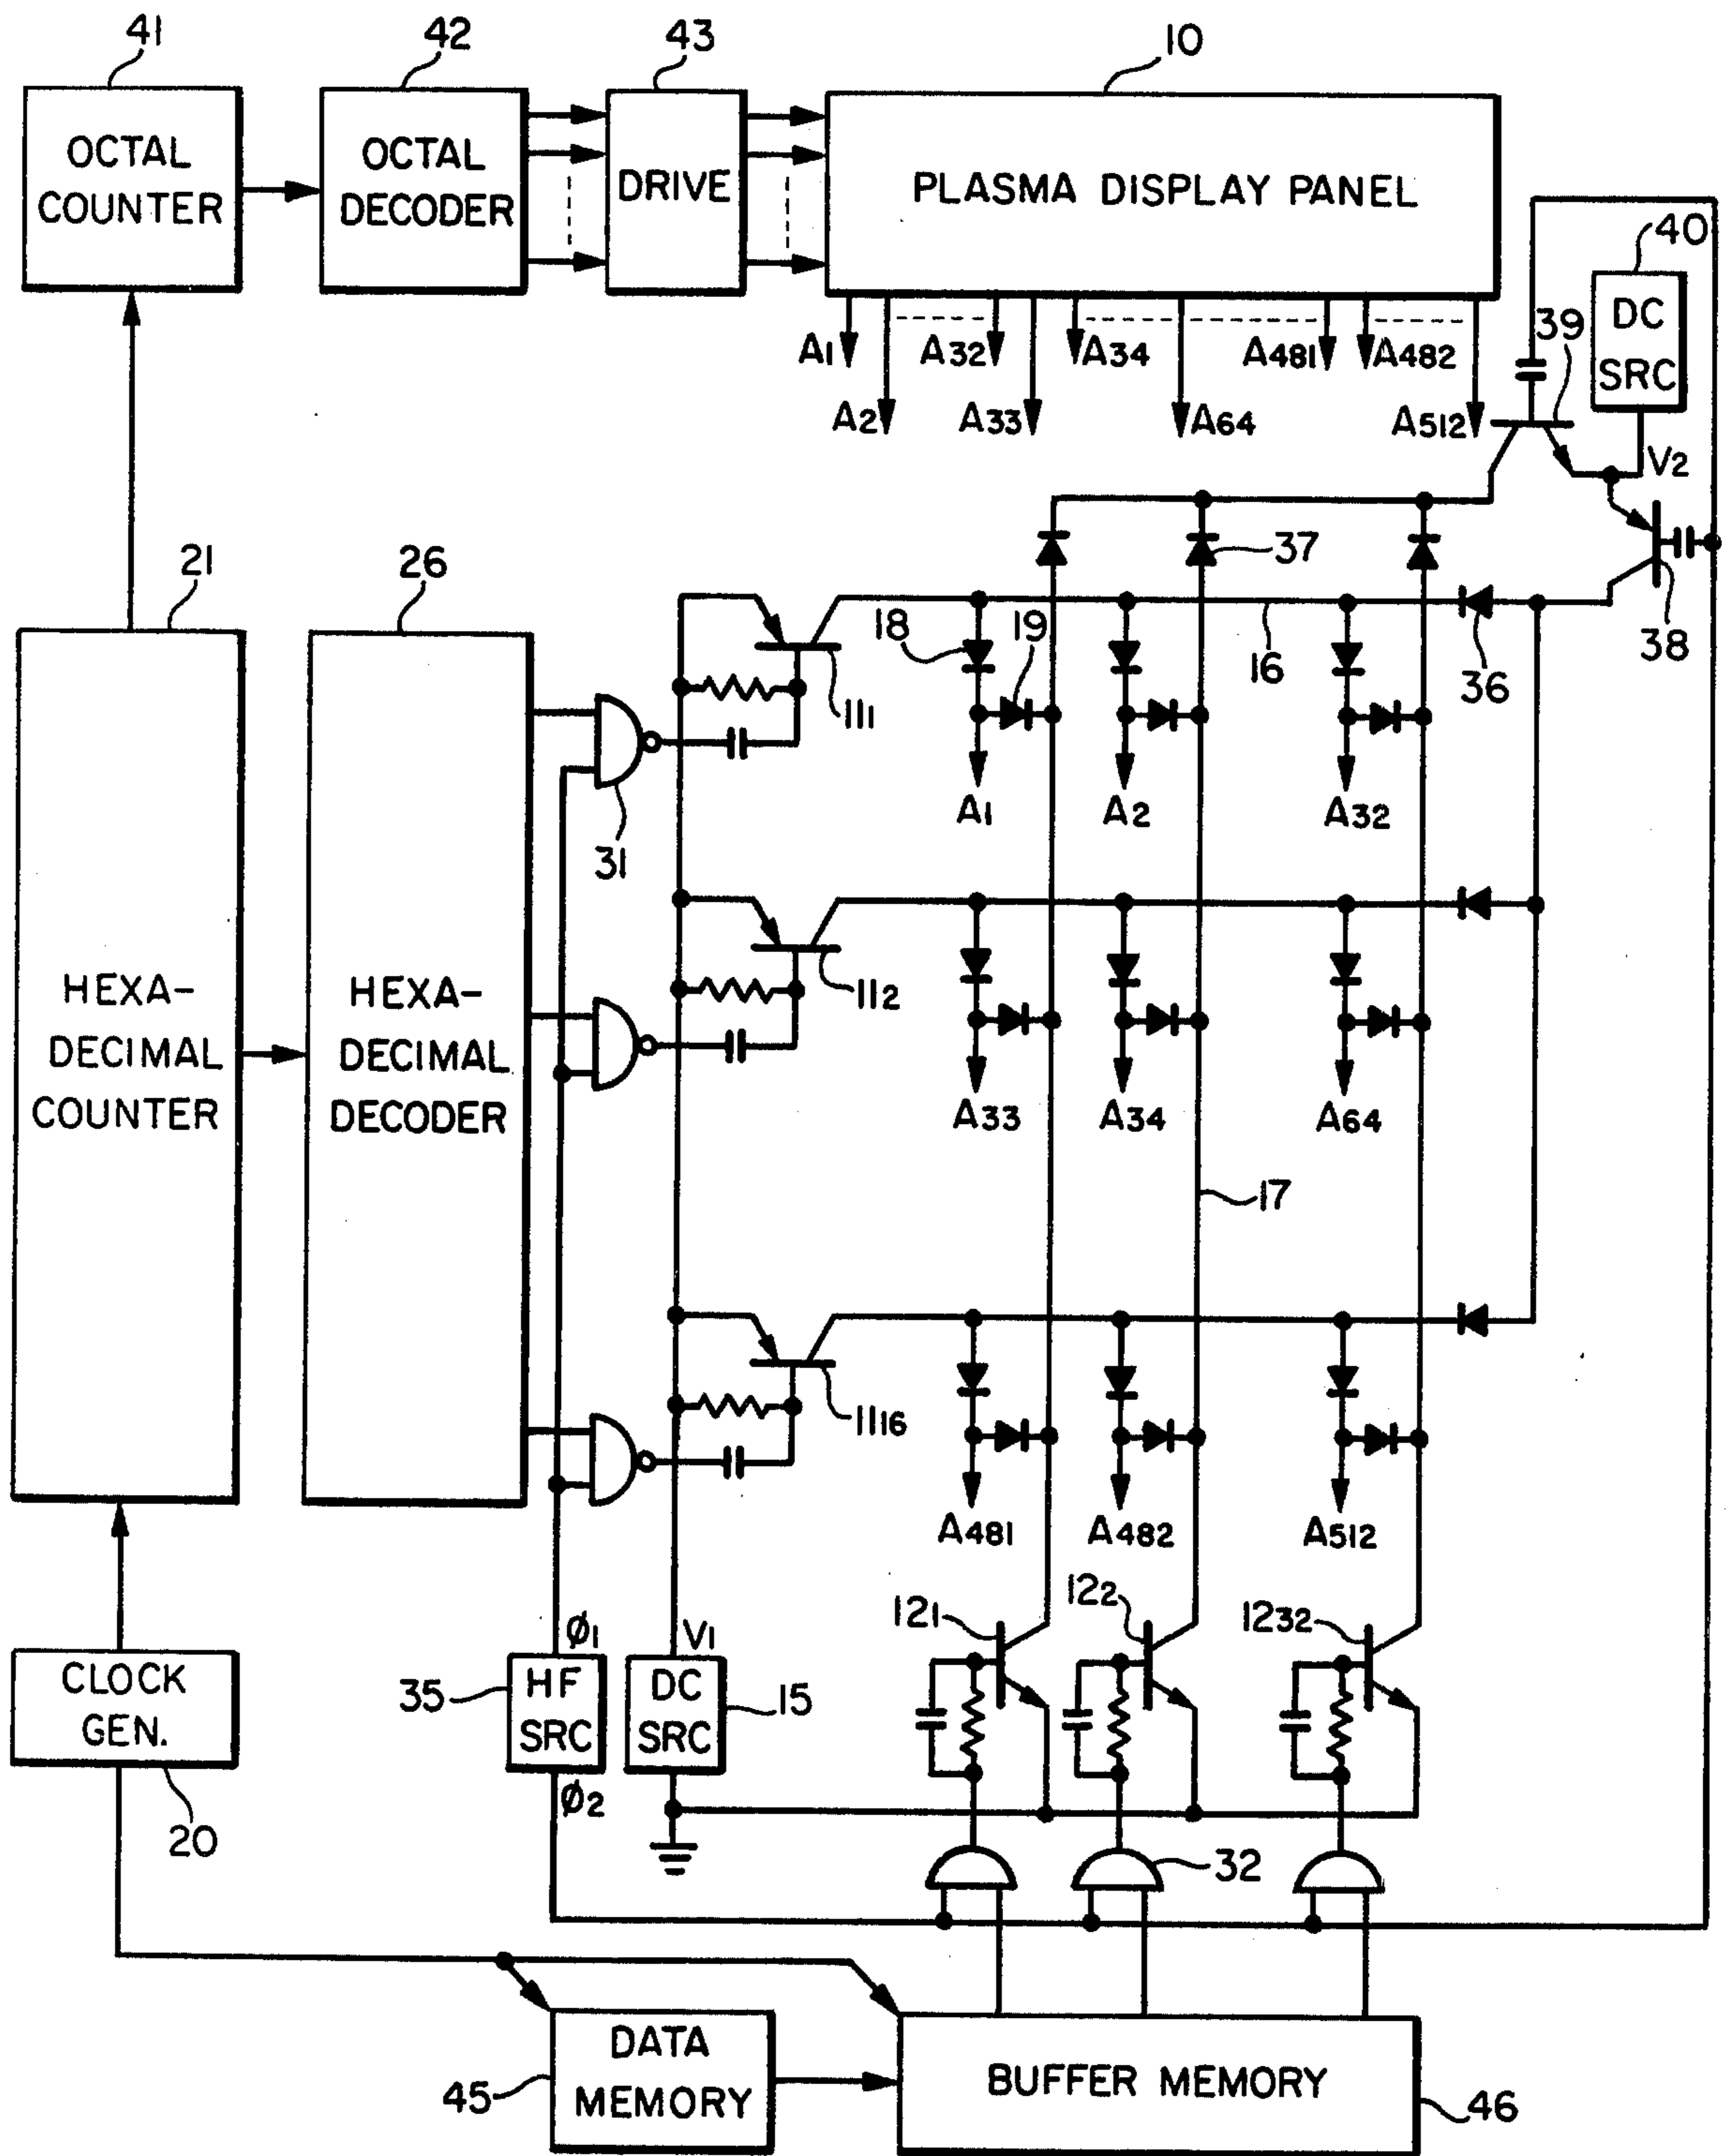 41
42
43
10
OCTAL
COUNTER
OCTAL
DECODER
DRIVE
PLASMA DISPLAY PANEL
40
DC
SRC
39
A1
A32
A34
A481
A482
A2
A33
A64
A512
V2
21
26
37
18
19
16
36
38
111
31
A1
A2
A32
HEXA-
DECIMAL
COUNTER
HEXA-
DECIMAL
DECODER
112
A33
A34
A64
17
1116
A481
A482
A512
121
122
1232
CLOCK
GEN.
20
35
Ø1
HF
SRC
Ø2
V1
DC
SRC
15
32
DATA
MEMORY
45
BUFFER MEMORY
46